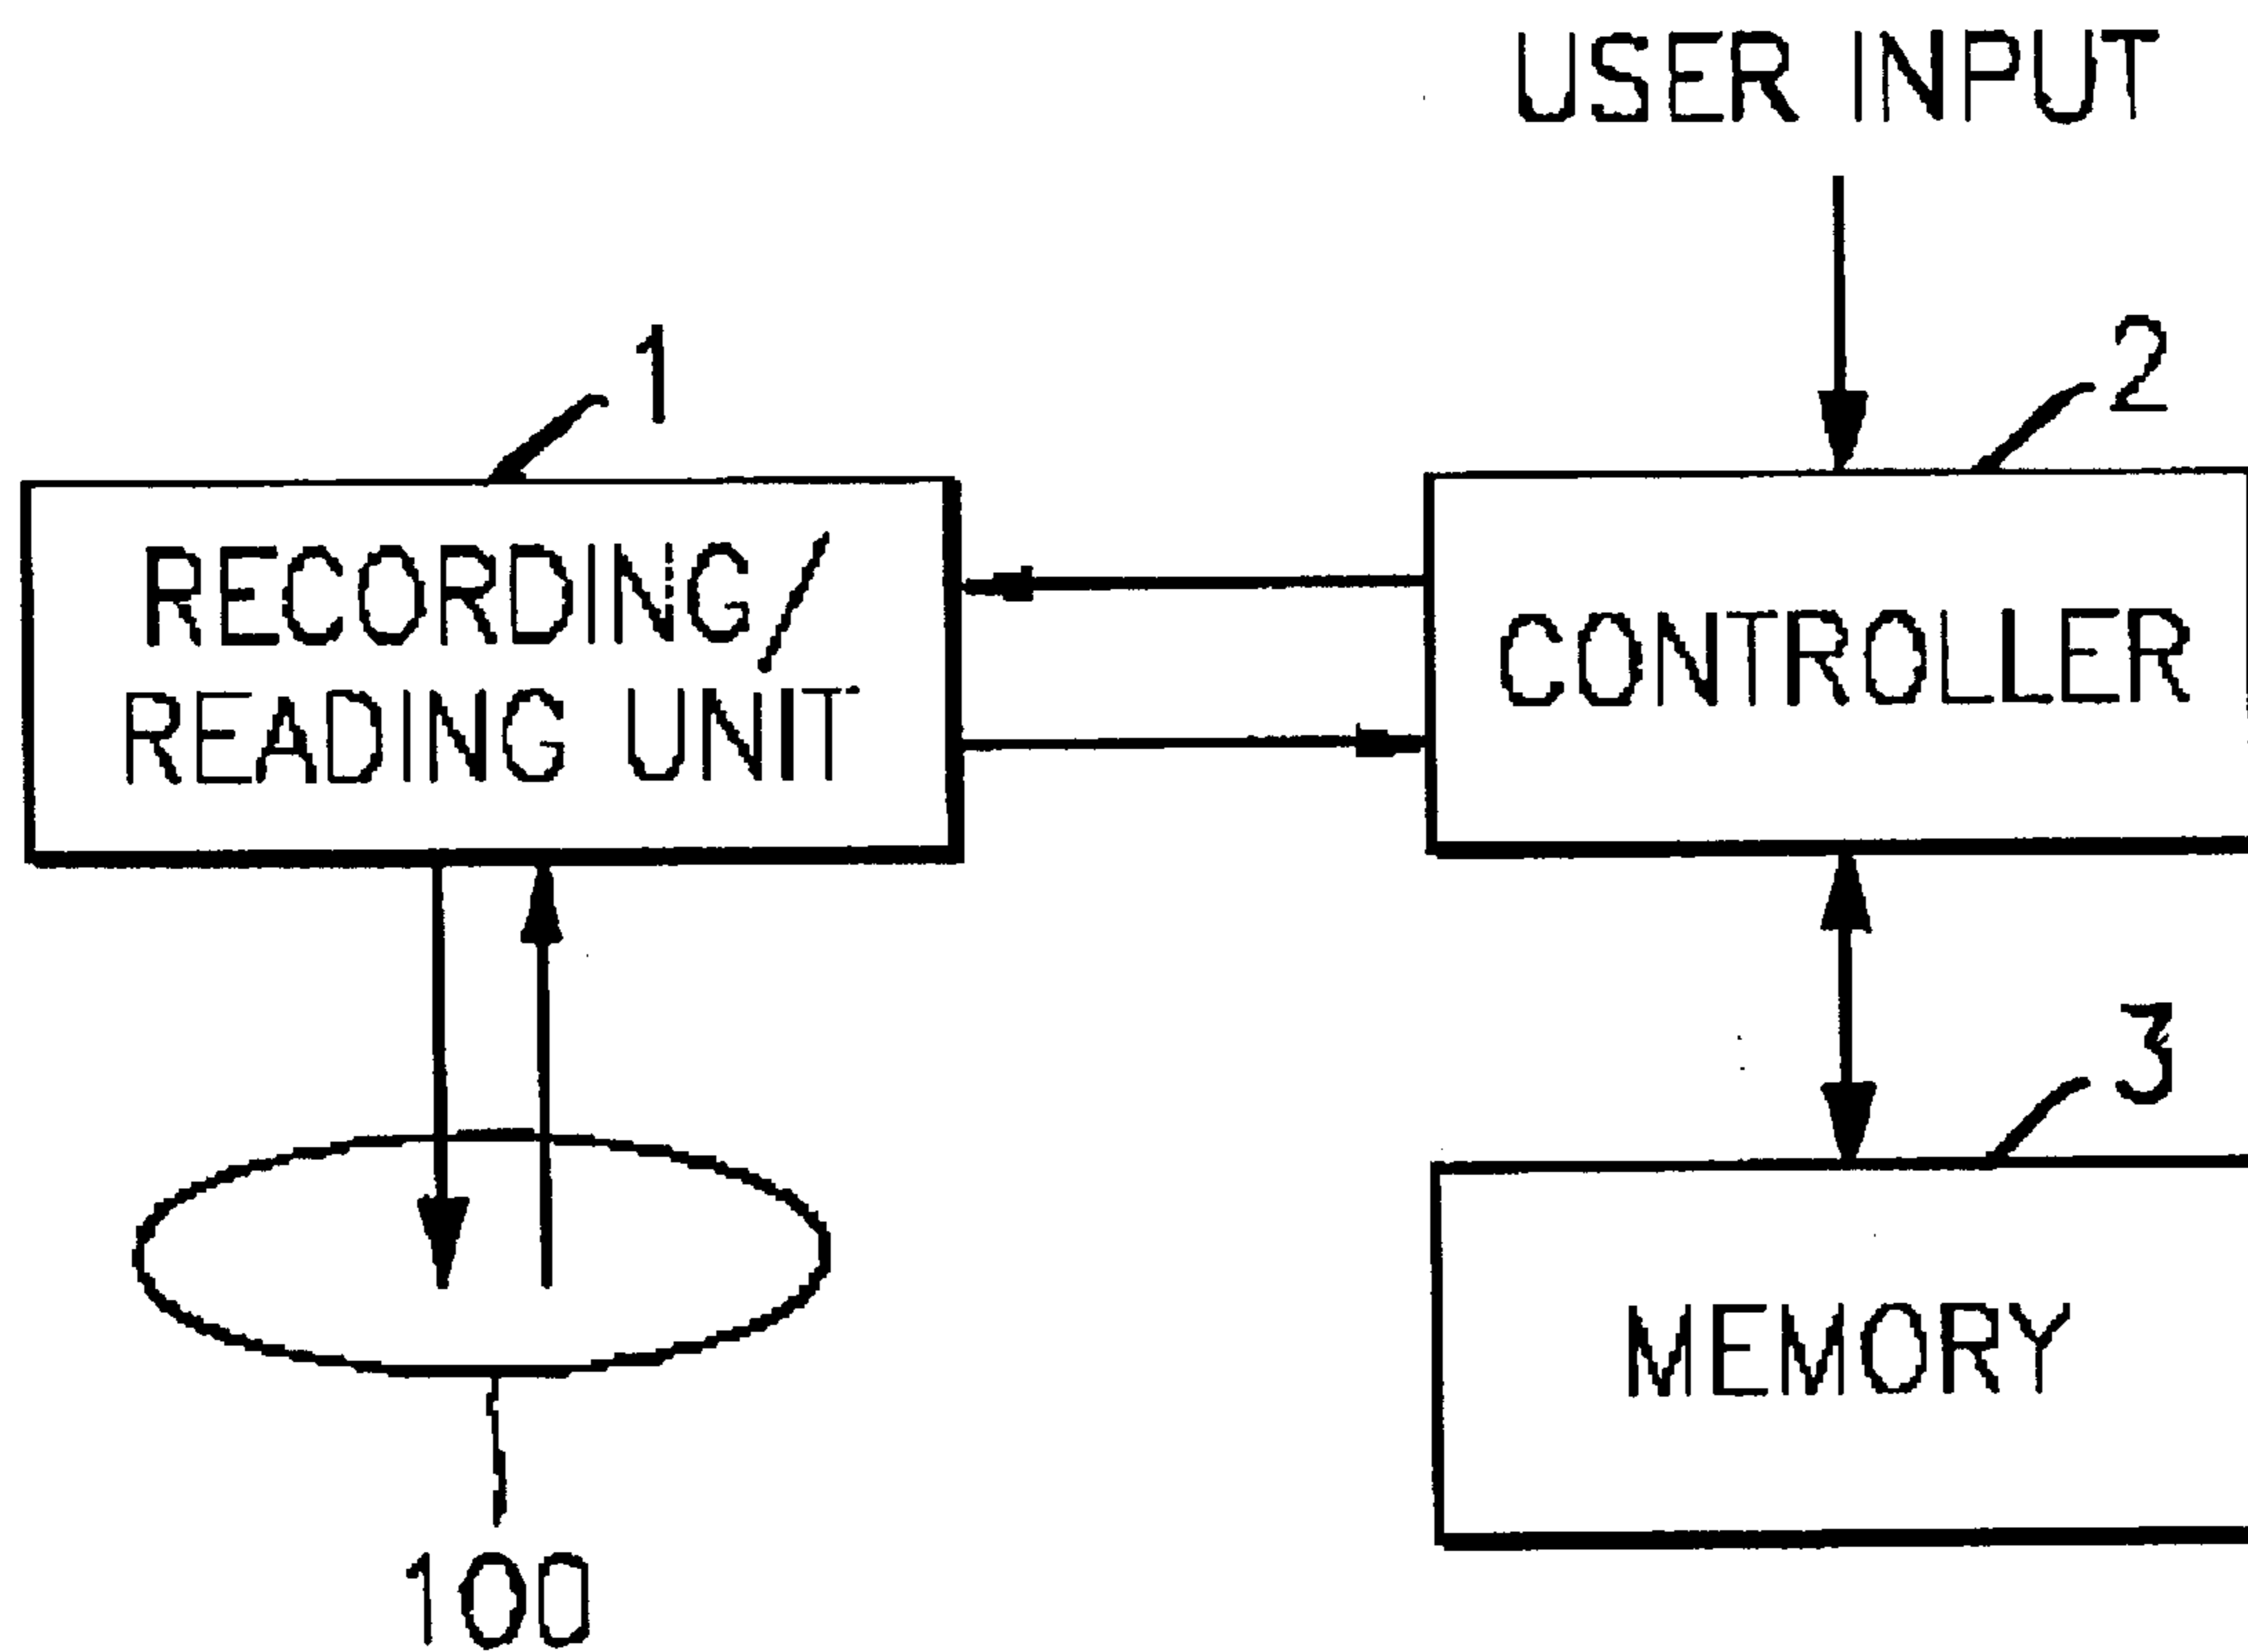 USER INPUT
1
2
RECORDING/
READING UNIT
CONTROLLER
3
MEMORY
100